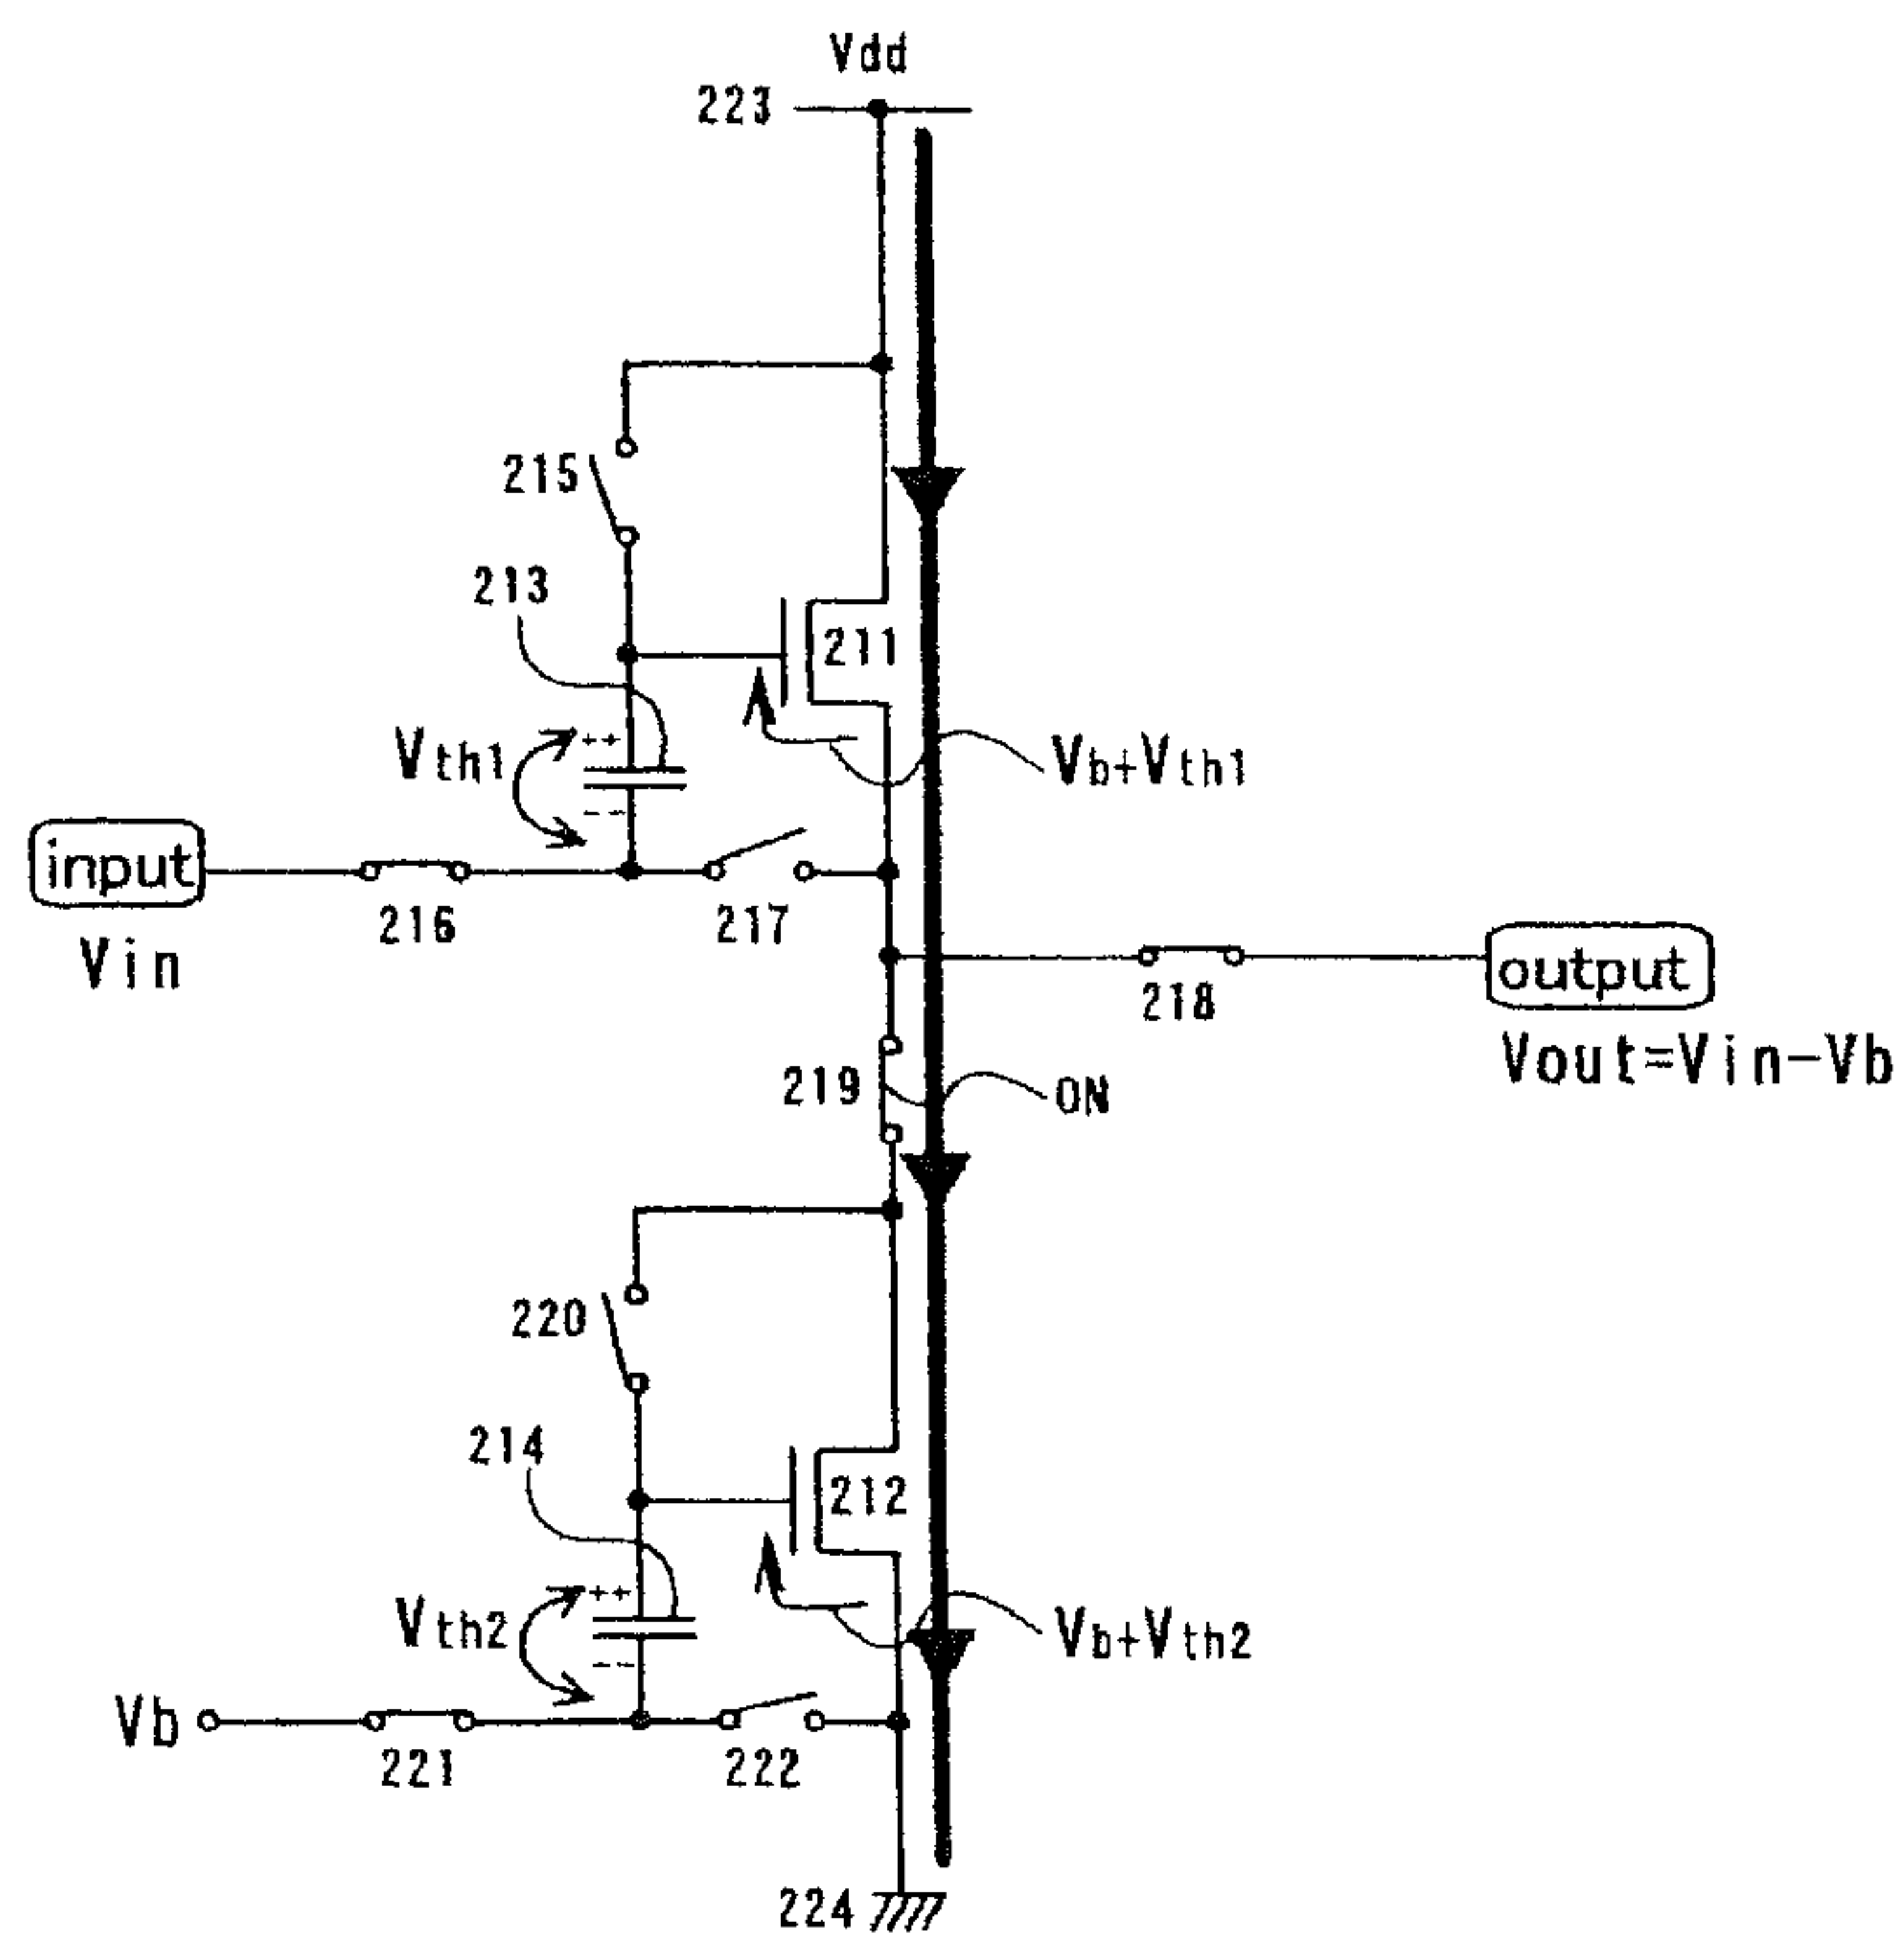 Vdd
223
215
213
211
Vth1
++
--
Vb+Vth1
input
216
217
Vin
output
218
Vout=Vin-Vb
219
ON
220
214
212
Vth2
++
--
Vb+Vth2
Vb
221
222
224